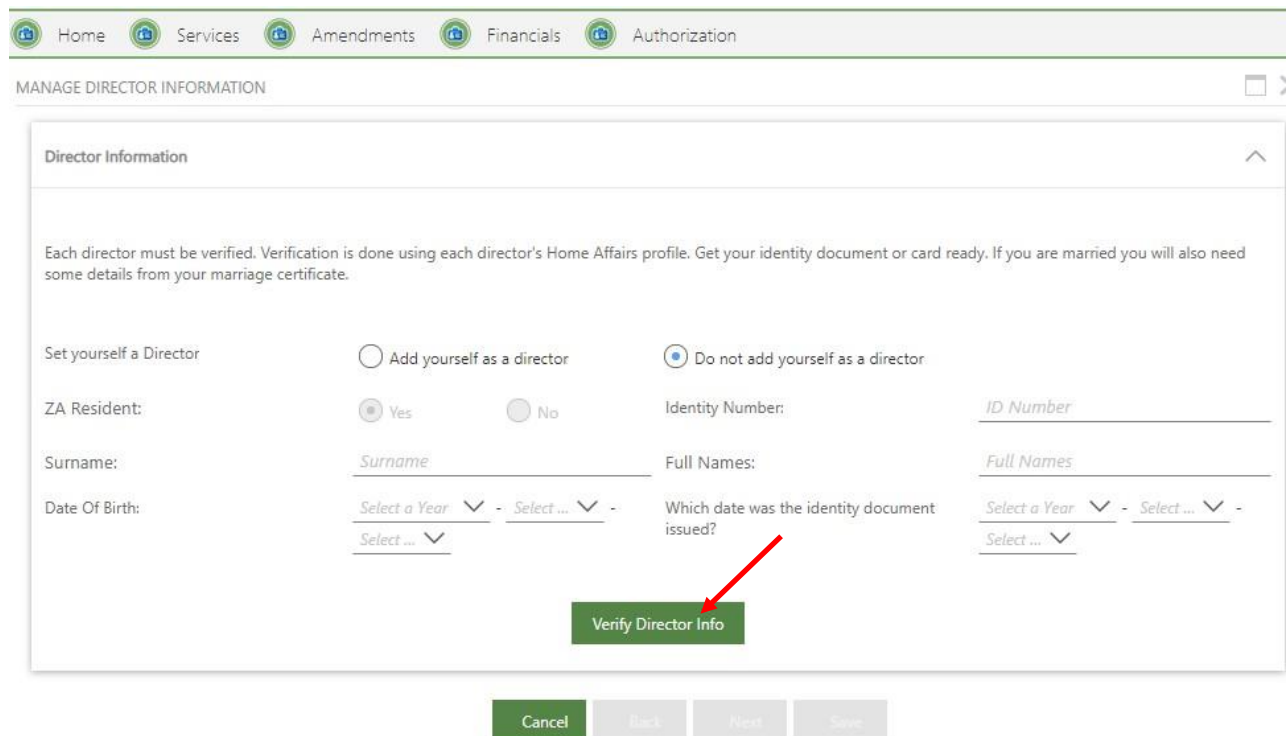 Home Services Amendments Financials Authorization
MANAGE DIRECTOR INFORMATION
Director Information
Each director must be verified. Verification is done using each director's Home Affairs profile. Get your identity document or card ready. If you are married you will also need
some details from your marriage certificate.
Set yourself a Director Add yourself as a director Do not add yourself as a director
ZA Resident: Yes No Identity Number: ID Number
Surname: Surname Full Names: Full Names
Date Of Birth: Select a Year - Select ... - Which date was the identity document Select a Year - Select ... -
Select ... issued? Select ...
Verify Director Info
Cancel Back Next Save